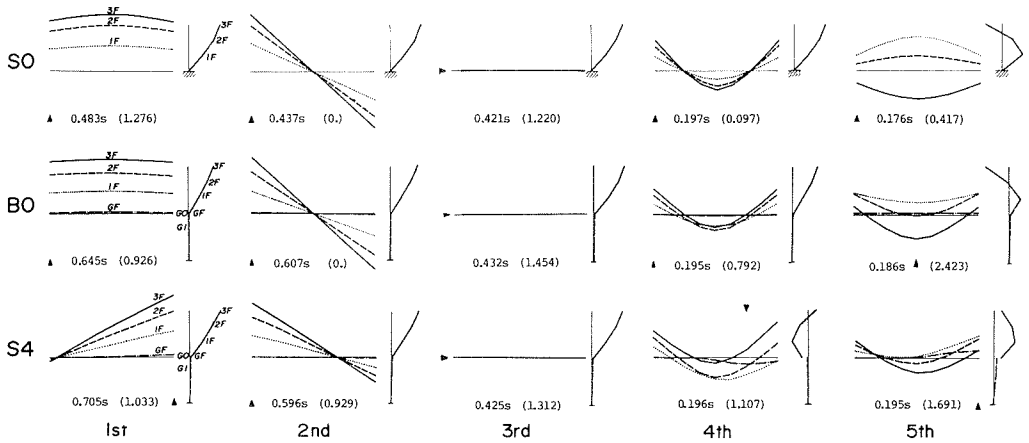 3F
2F
1F
3F
2F
1F
3F
3F
3F
S0
0.483s (1.276)
0.437s (0.)
0.421s (1.220)
0.197s (0.097)
0.176s (0.417)
3F
2F
1F
GF
3F
2F
1F
GO GF
G1
B0
0.645s (0.926)
0.607s (0.)
0.432s (1.454)
0.195s (0.792)
0.186s (2.423)
3F
2F
1F
GF
3F
2F
1F
GO GF
G1
S4
0.705s (1.033)
0.596s (0.929)
0.425s (1.312)
0.196s (1.107)
0.195s (1.691)
1st
2nd
3rd
4th
5th